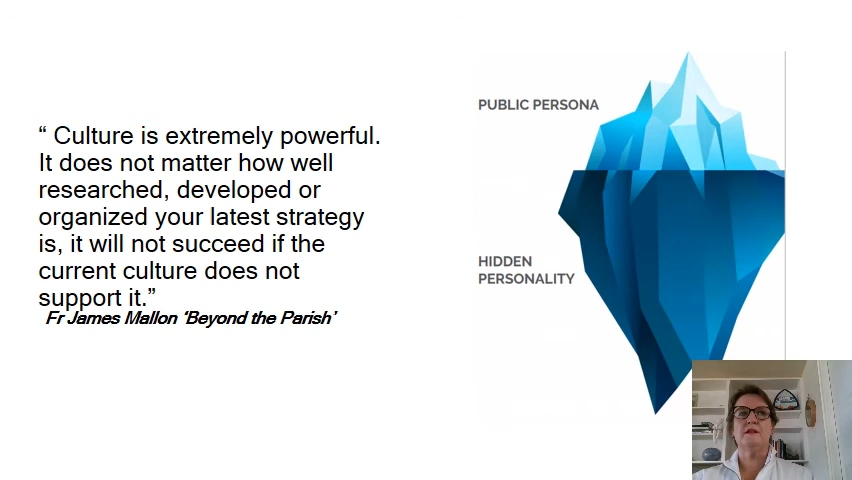 “ Culture is extremely powerful.
It does not matter how well
researched, developed or
organized your latest strategy
is, it will not succeed if the
current culture does not
support it.”
Fr James Mallon ‘Beyond the Parish’
PUBLIC PERSONA
HIDDEN
PERSONALITY